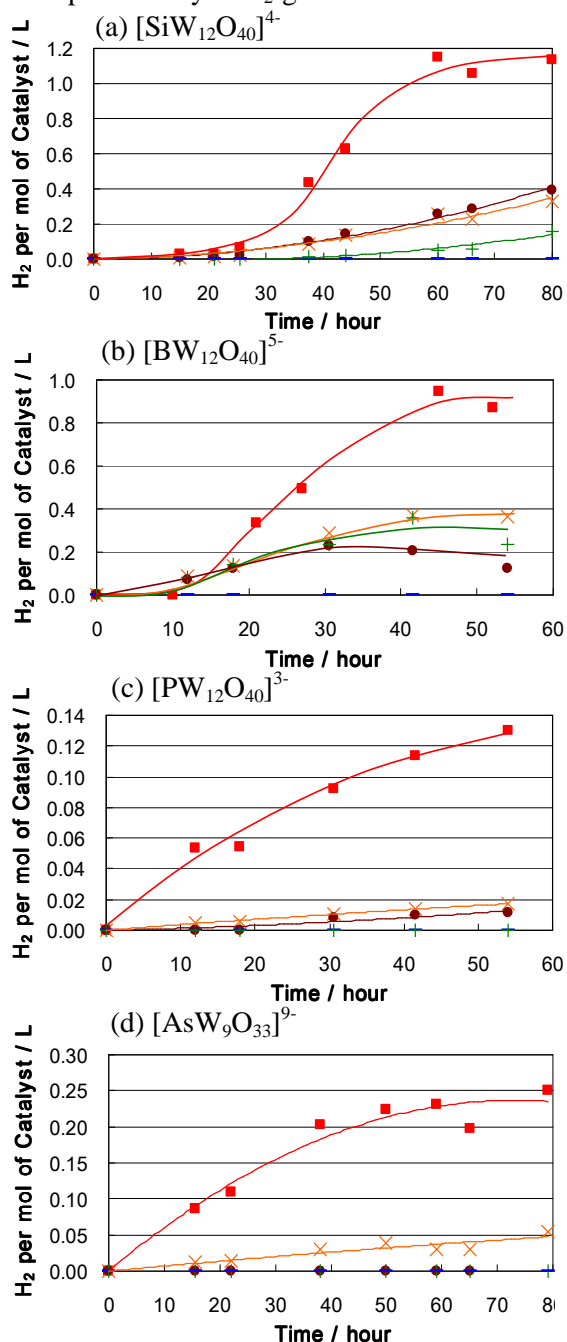 (a) [SiW₁₂O₄₀]⁴⁻
H₂ per mol of Catalyst / L
1.2
1.0
0.8
0.6
0.4
0.2
0.0
0 10 20 30 40 50 60 70 80
Time / hour
(b) [BW₁₂O₄₀]⁵⁻
H₂ per mol of Catalyst / L
1.0
0.8
0.6
0.4
0.2
0.0
0 10 20 30 40 50 60
Time / hour
(c) [PW₁₂O₄₀]³⁻
H₂ per mol of Catalyst / L
0.14
0.12
0.10
0.08
0.06
0.04
0.02
0.00
0 10 20 30 40 50 60
Time / hour
(d) [AsW₉O₃₃]⁹⁻
H₂ per mol of Catalyst / L
0.30
0.25
0.20
0.15
0.10
0.05
0.00
0 10 20 30 40 50 60 70 80
Time / hour